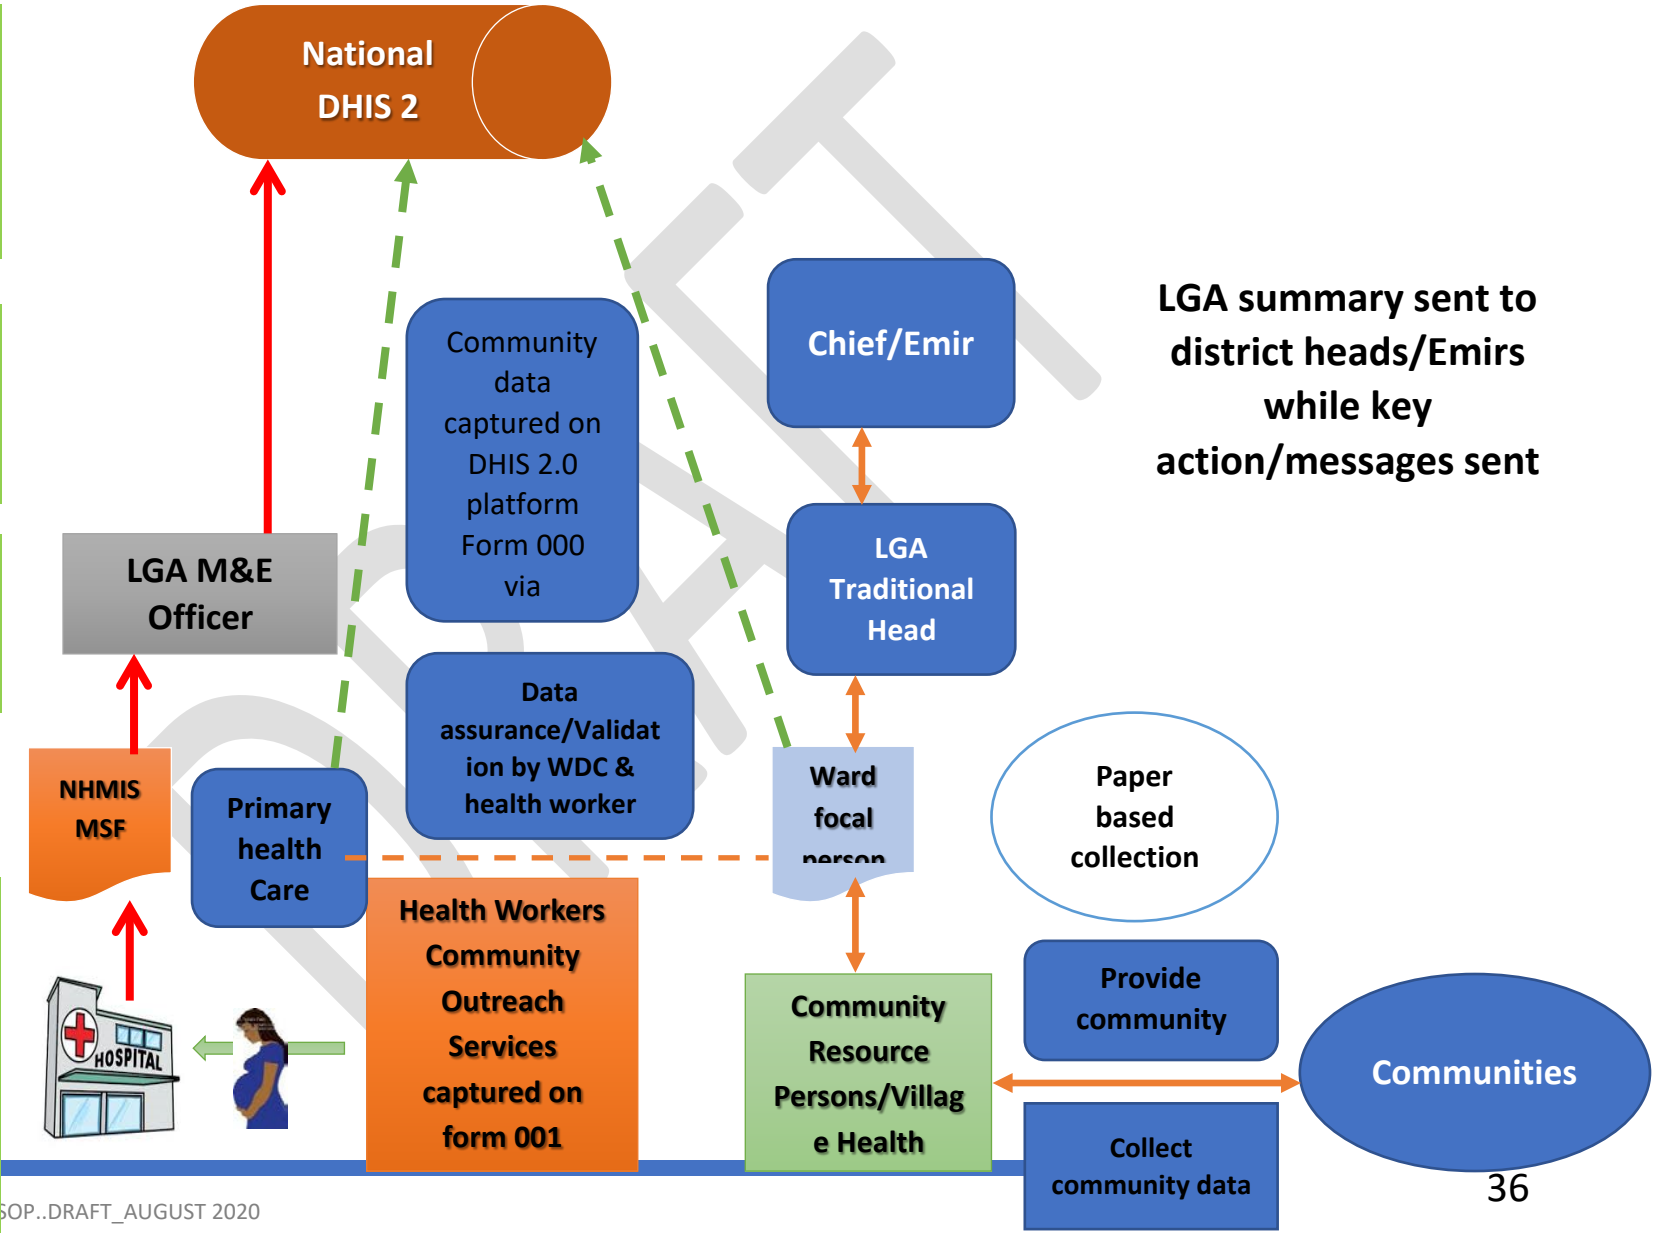 National
DHIS 2
Community
data
captured on
DHIS 2.0
platform
Form 000
via
Chief/Emir
LGA summary sent to
district heads/Emirs
while key
action/messages sent
LGA M&E
Officer
LGA
Traditional
Head
Data
assurance/Validat
ion by WDC &
health worker
NHMIS
MSF
Primary
health
Care
Ward
focal
person
Paper
based
collection
Health Workers
Community
Outreach
Services
captured on
form 001
HOSPITAL
Community
Resource
Persons/Villag
e Health
Provide
community
Communities
Collect
community data
DRAFT
36
SOP..DRAFT_AUGUST 2020